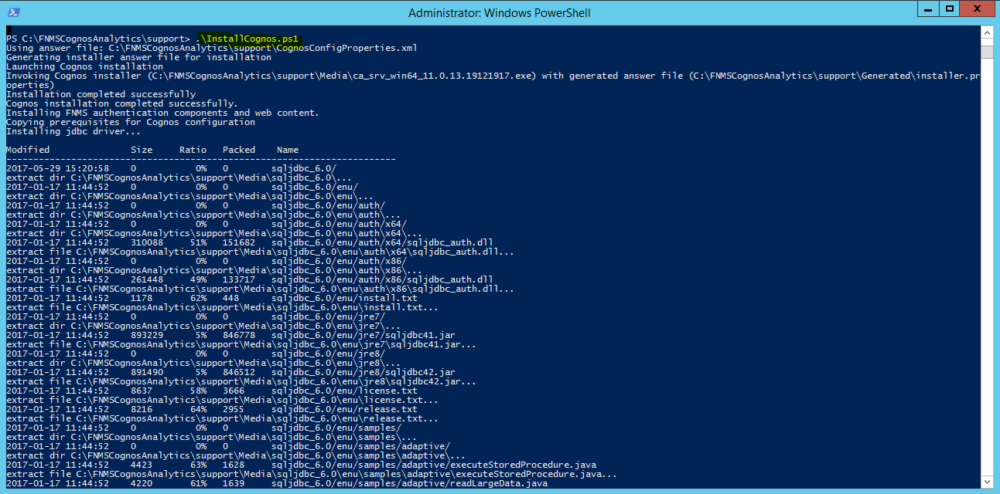 Administrator: Windows PowerShell
PS C:\FNMSCognosAnalytics\support> .\InstallCognos.ps1
Using answer file: C:\FNMSCognosAnalytics\support\CognosConfigProperties.xml
Generating installer answer file for installation
Launching Cognos installation
Invoking Cognos installer (C:\FNMSCognosAnalytics\support\Media\ca_srv_win64_11.0.13.19121917.exe) with generated answer file (C:\FNMSCognosAnalytics\support\Generated\installer.pr
operties)
Installation completed successfully
Cognos installation completed successfully.
Installing FNMS authentication components and web content.
Copying prerequisites for Cognos configuration
Installing jdbc driver...
Modified Size Ratio Packed Name
------------------------------------------------------------------------
2017-05-29 15:20:58 0 0% 0 sqljdbc_6.0/
extract dir C:\FNMSCognosAnalytics\support\Media\sqljdbc_6.0\...
2017-01-17 11:44:52 0 0% 0 sqljdbc_6.0/enu/
extract dir C:\FNMSCognosAnalytics\support\Media\sqljdbc_6.0\enu\...
2017-01-17 11:44:52 0 0% 0 sqljdbc_6.0/enu/auth/
extract dir C:\FNMSCognosAnalytics\support\Media\sqljdbc_6.0\enu\auth\...
2017-01-17 11:44:52 0 0% 0 sqljdbc_6.0/enu/auth/x64/
extract dir C:\FNMSCognosAnalytics\support\Media\sqljdbc_6.0\enu\auth\x64\...
2017-01-17 11:44:52 310088 51% 151682 sqljdbc_6.0/enu/auth/x64/sqljdbc_auth.dll
extract file C:\FNMSCognosAnalytics\support\Media\sqljdbc_6.0\enu\auth\x64\sqljdbc_auth.dll...
2017-01-17 11:44:52 0 0% 0 sqljdbc_6.0/enu/auth/x86/
extract dir C:\FNMSCognosAnalytics\support\Media\sqljdbc_6.0\enu\auth\x86\...
2017-01-17 11:44:52 261448 49% 133717 sqljdbc_6.0/enu/auth/x86/sqljdbc_auth.dll
extract file C:\FNMSCognosAnalytics\support\Media\sqljdbc_6.0\enu\auth\x86\sqljdbc_auth.dll...
2017-01-17 11:44:52 1178 62% 448 sqljdbc_6.0/enu/install.txt
extract file C:\FNMSCognosAnalytics\support\Media\sqljdbc_6.0\enu\install.txt...
2017-01-17 11:44:52 0 0% 0 sqljdbc_6.0/enu/jre7/
extract dir C:\FNMSCognosAnalytics\support\Media\sqljdbc_6.0\enu\jre7\...
2017-01-17 11:44:52 893229 5% 846778 sqljdbc_6.0/enu/jre7/sqljdbc41.jar
extract file C:\FNMSCognosAnalytics\support\Media\sqljdbc_6.0\enu\jre7\sqljdbc41.jar...
2017-01-17 11:44:52 0 0% 0 sqljdbc_6.0/enu/jre8/
extract dir C:\FNMSCognosAnalytics\support\Media\sqljdbc_6.0\enu\jre8\...
2017-01-17 11:44:52 891490 5% 846512 sqljdbc_6.0/enu/jre8/sqljdbc42.jar
extract file C:\FNMSCognosAnalytics\support\Media\sqljdbc_6.0\enu\jre8\sqljdbc42.jar...
2017-01-17 11:44:52 8637 58% 3666 sqljdbc_6.0/enu/license.txt
extract file C:\FNMSCognosAnalytics\support\Media\sqljdbc_6.0\enu\license.txt...
2017-01-17 11:44:52 8216 64% 2955 sqljdbc_6.0/enu/release.txt
extract file C:\FNMSCognosAnalytics\support\Media\sqljdbc_6.0\enu\release.txt...
2017-01-17 11:44:52 0 0% 0 sqljdbc_6.0/enu/samples/
extract dir C:\FNMSCognosAnalytics\support\Media\sqljdbc_6.0\enu\samples\...
2017-01-17 11:44:52 0 0% 0 sqljdbc_6.0/enu/samples/adaptive/
extract dir C:\FNMSCognosAnalytics\support\Media\sqljdbc_6.0\enu\samples\adaptive\...
2017-01-17 11:44:52 4423 63% 1628 sqljdbc_6.0/enu/samples/adaptive/executeStoredProcedure.java
extract file C:\FNMSCognosAnalytics\support\Media\sqljdbc_6.0\enu\samples\adaptive\executeStoredProcedure.java...
2017-01-17 11:44:52 4220 61% 1639 sqljdbc_6.0/enu/samples/adaptive/readLargeData.java